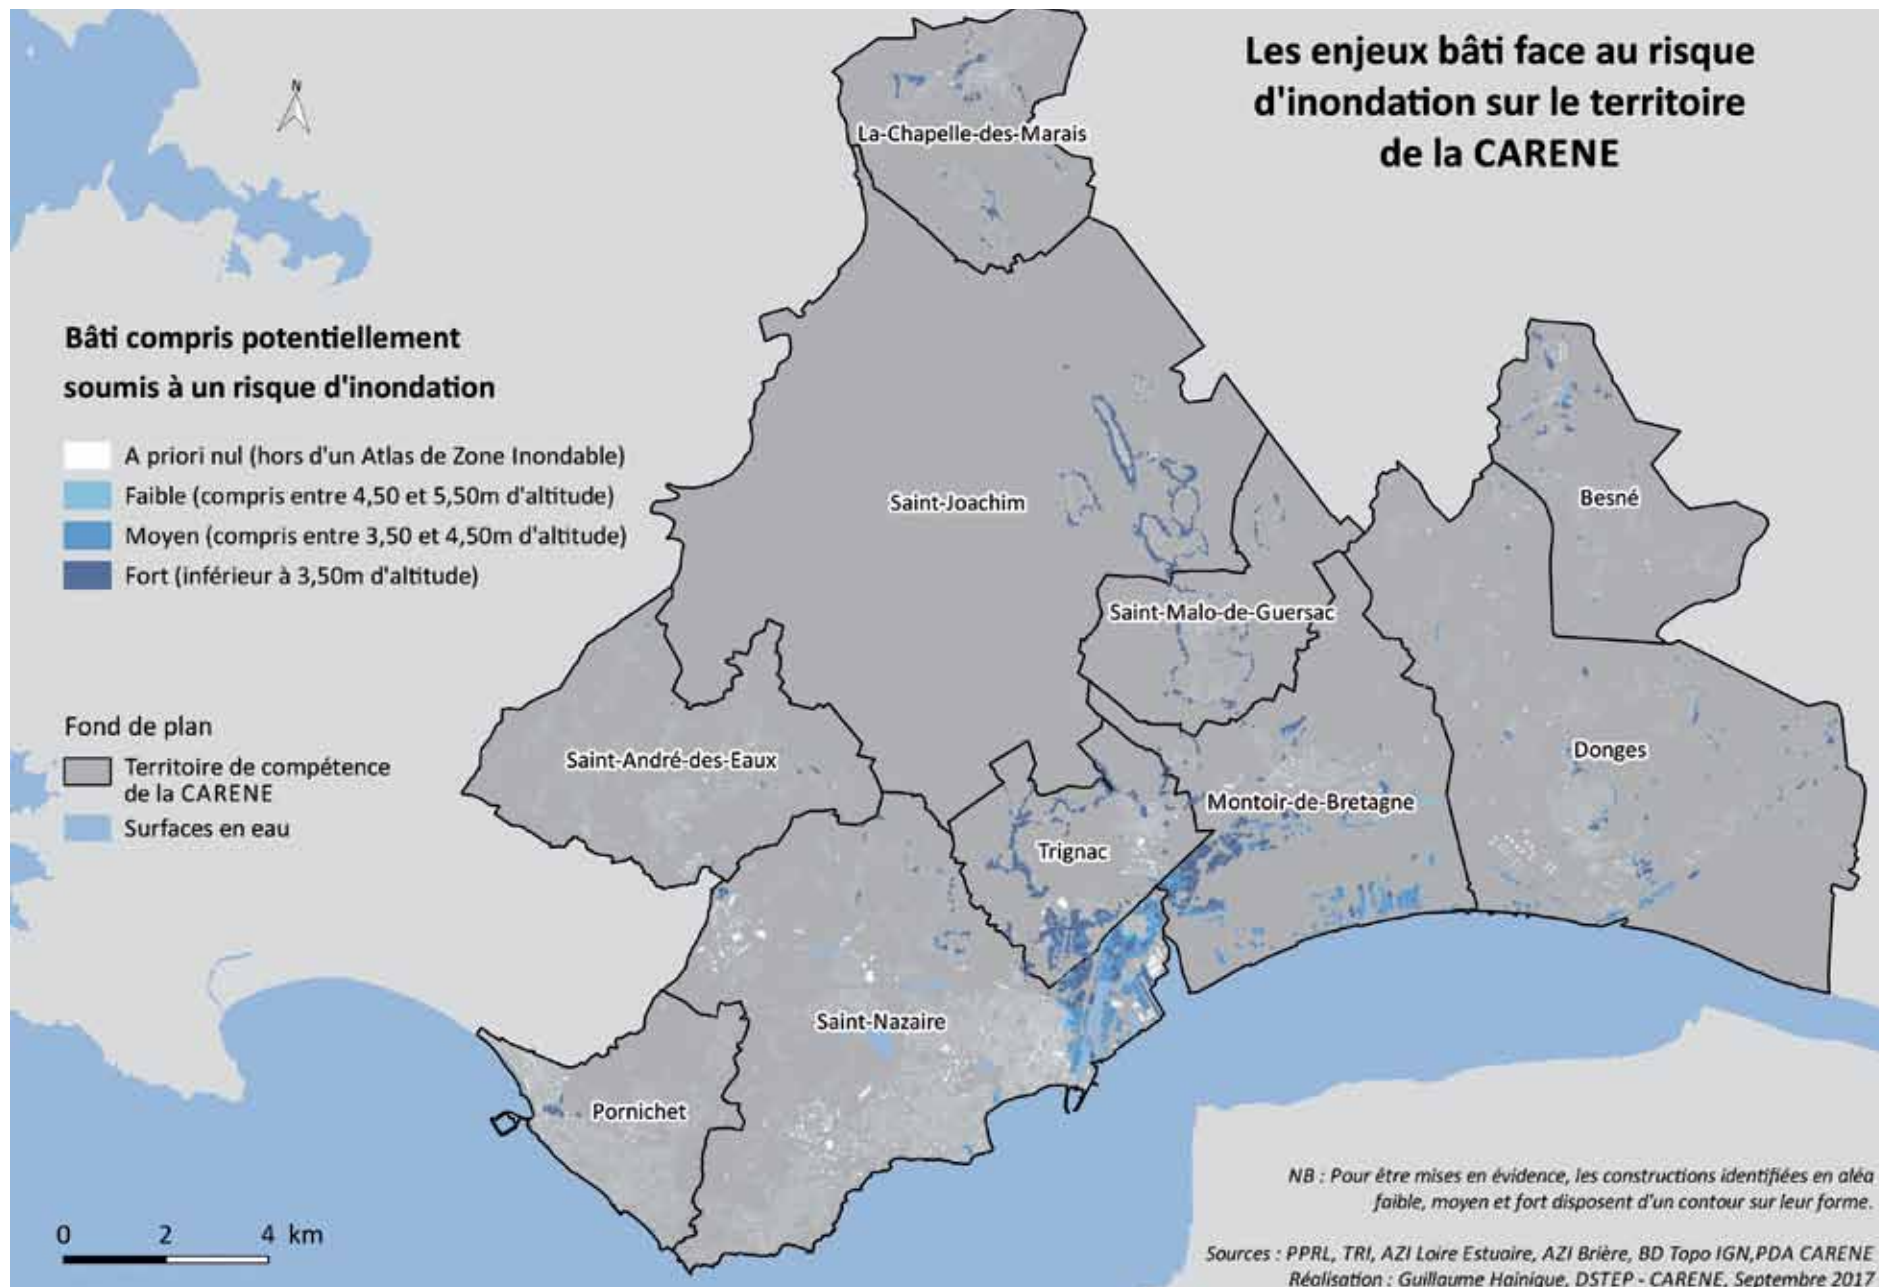 Les enjeux bâti face au risque
d'inondation sur le territoire
de la CARENE
N
La-Chapelle-des-Marais
Bâti compris potentiellement
soumis à un risque d'inondation
A priori nul (hors d'un Atlas de Zone Inondable)
Faible (compris entre 4,50 et 5,50m d'altitude)
Moyen (compris entre 3,50 et 4,50m d'altitude)
Fort (inférieur à 3,50m d'altitude)
Saint-Joachim
Besné
Saint-Malo-de-Guersac
Fond de plan
Territoire de compétence
de la CARENE
Surfaces en eau
Saint-André-des-Eaux
Donges
Montoir-de-Bretagne
Trignac
Saint-Nazaire
Pornichet
NB : Pour être mises en évidence, les constructions identifiées en aléa
faible, moyen et fort disposent d'un contour sur leur forme.
0 2 4 km
Sources : PPRL, TRI, AZI Loire Estuaire, AZI Brière, BD Topo IGN,PDA CARENE
Réalisation : Guillaume Hainique, DSTEP - CARENE, Septembre 2017